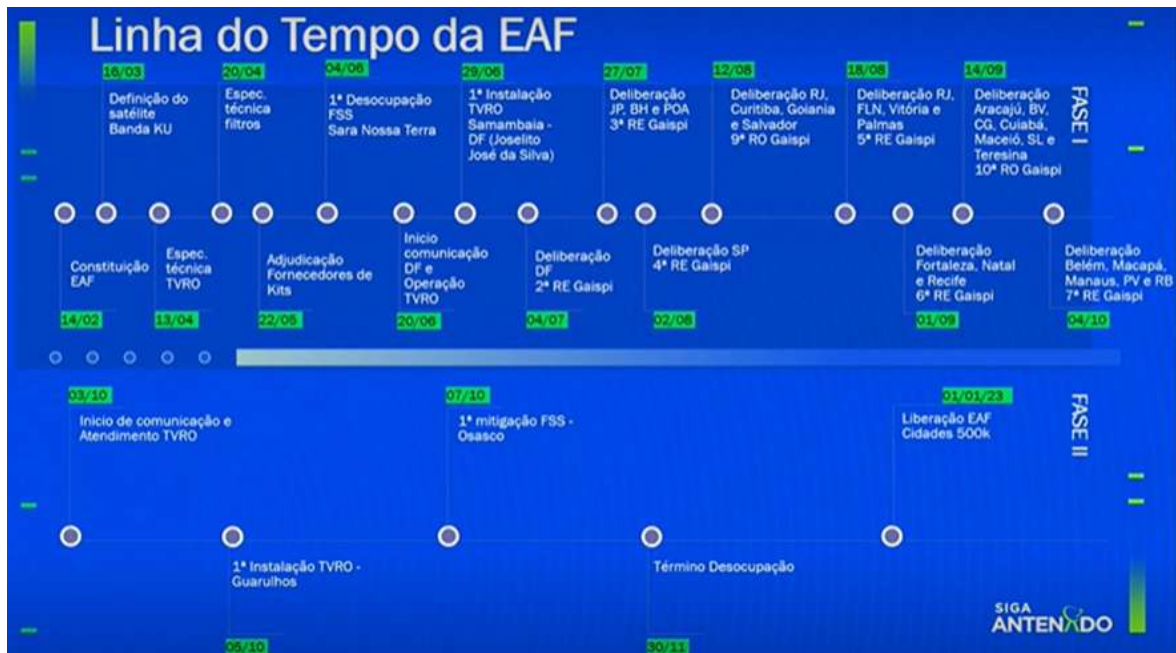 Linha do Tempo da EAF
FASE I
16/03
Definição do
satélite
Banda KU
20/04
Espec.
técnica
filtros
04/06
1ª Desocupação
FSS
Sara Nossa Terra
29/06
1ª Instalação
TVRO
Samambaia -
DF (Joselito
José da Silva)
27/07
Deliberação
JP, BH e POA
3ª RE Gaispi
12/08
Deliberação RJ,
Curitiba, Goiania
e Salvador
9ª RO Gaispi
18/08
Deliberação RJ,
FLN, Vitória e
Palmas
5ª RE Gaispi
14/09
Deliberação
Aracajú, BV,
CG, Cuiabá,
Maceió, SL e
Teresina
10ª RO Gaispi
Constituição
EAF
14/02
Espec.
técnica
TVRO
13/04
Adjudicação
Fornecedores de
Kits
22/05
Inicio
comunicação
DF e
Operação
TVRO
20/06
Deliberação
DF
2ª RE Gaispi
04/07
Deliberação SP
4ª RE Gaispi
02/08
Deliberação
Fortaleza, Natal
e Recife
6ª RE Gaispi
01/09
Deliberação
Belém, Macapá,
Manaus, PV e RB
7ª RE Gaispi
04/10
FASE II
03/10
Inicio de comunicação e
Atendimento TVRO
07/10
1ª mitigação FSS -
Osasco
01/01/23
Liberação EAF
Cidades 500k
1ª Instalação TVRO -
Guarulhos
05/10
Término Desocupação
30/11
SIGA
ANTENADO